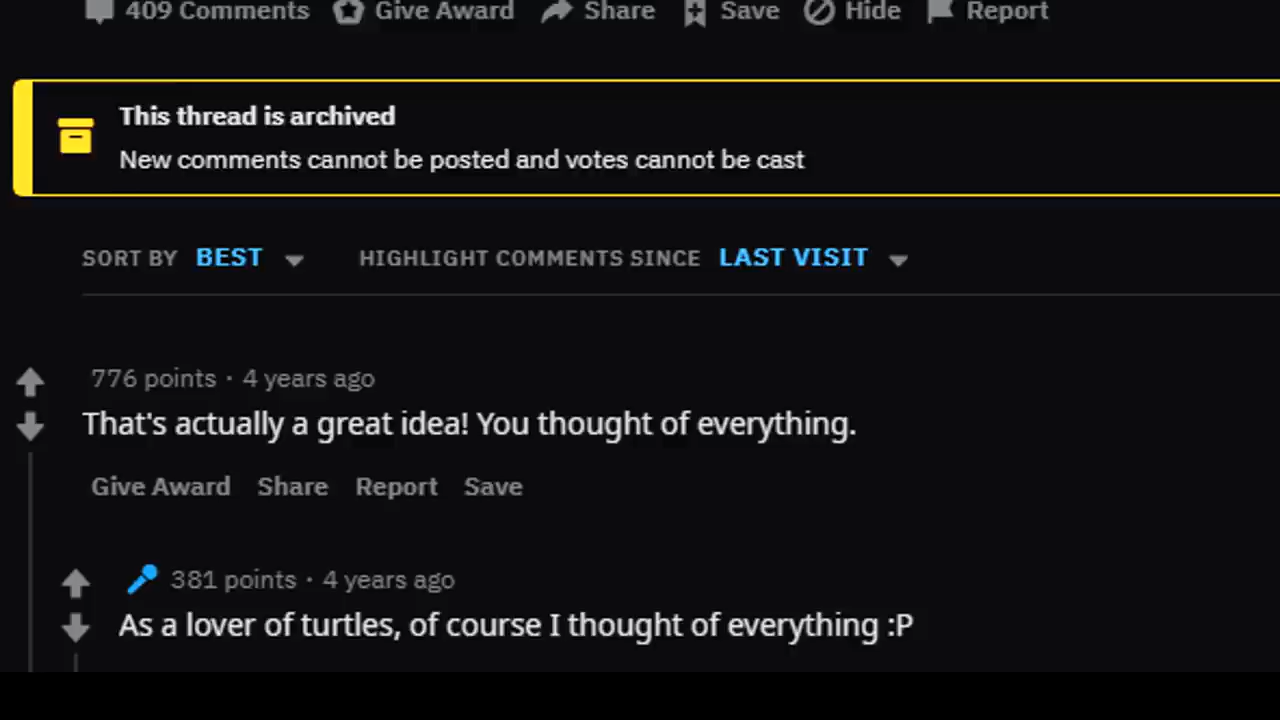 409 Comments Give Award Share Save Hide Report
This thread is archived
New comments cannot be posted and votes cannot be cast
SORT BY BEST HIGHLIGHT COMMENTS SINCE LAST VISIT
776 points · 4 years ago
That's actually a great idea! You thought of everything.
Give Award Share Report Save
381 points · 4 years ago
As a lover of turtles, of course I thought of everything :P